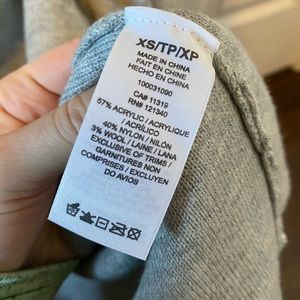 XS/TP/XP
MADE IN CHINA
FAIT EN CHINE
HECHO EN CHINA
100031090
CA# 11319
RN# 121340
57% ACRYLIC / ACRYLIQUE
/ ACRÍLICO
40% NYLON / NILÓN
3% WOOL / LAINE / LANA
EXCLUSIVE OF TRIMS /
GARNITURES NON
COMPRISES / EXCLUYEN
DO AVIOS